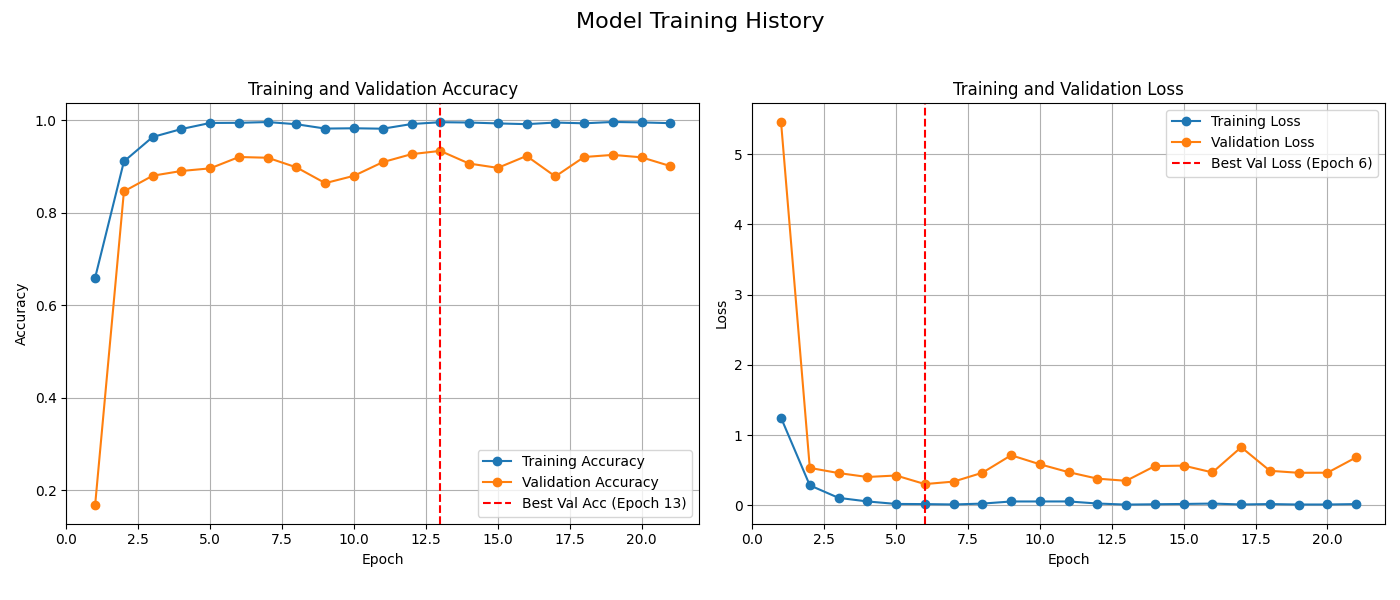 Model Training History
Training and Validation Accuracy
1.0
0.8
0.6
0.4
0.2
Accuracy
Training Accuracy
Validation Accuracy
Best Val Acc (Epoch 13)
0.0 2.5 5.0 7.5 10.0 12.5 15.0 17.5 20.0
Epoch
Training and Validation Loss
5
4
3
2
1
0
Loss
Training Loss
Validation Loss
Best Val Loss (Epoch 6)
0.0 2.5 5.0 7.5 10.0 12.5 15.0 17.5 20.0
Epoch